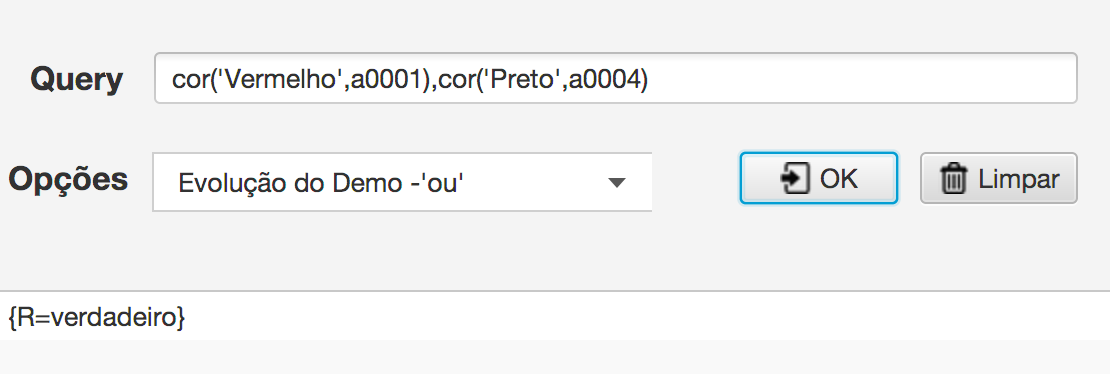 Query cor('Vermelho',a0001),cor('Preto',a0004)
Opções Evolução do Demo -'ou' OK Limpar
{R=verdadeiro}